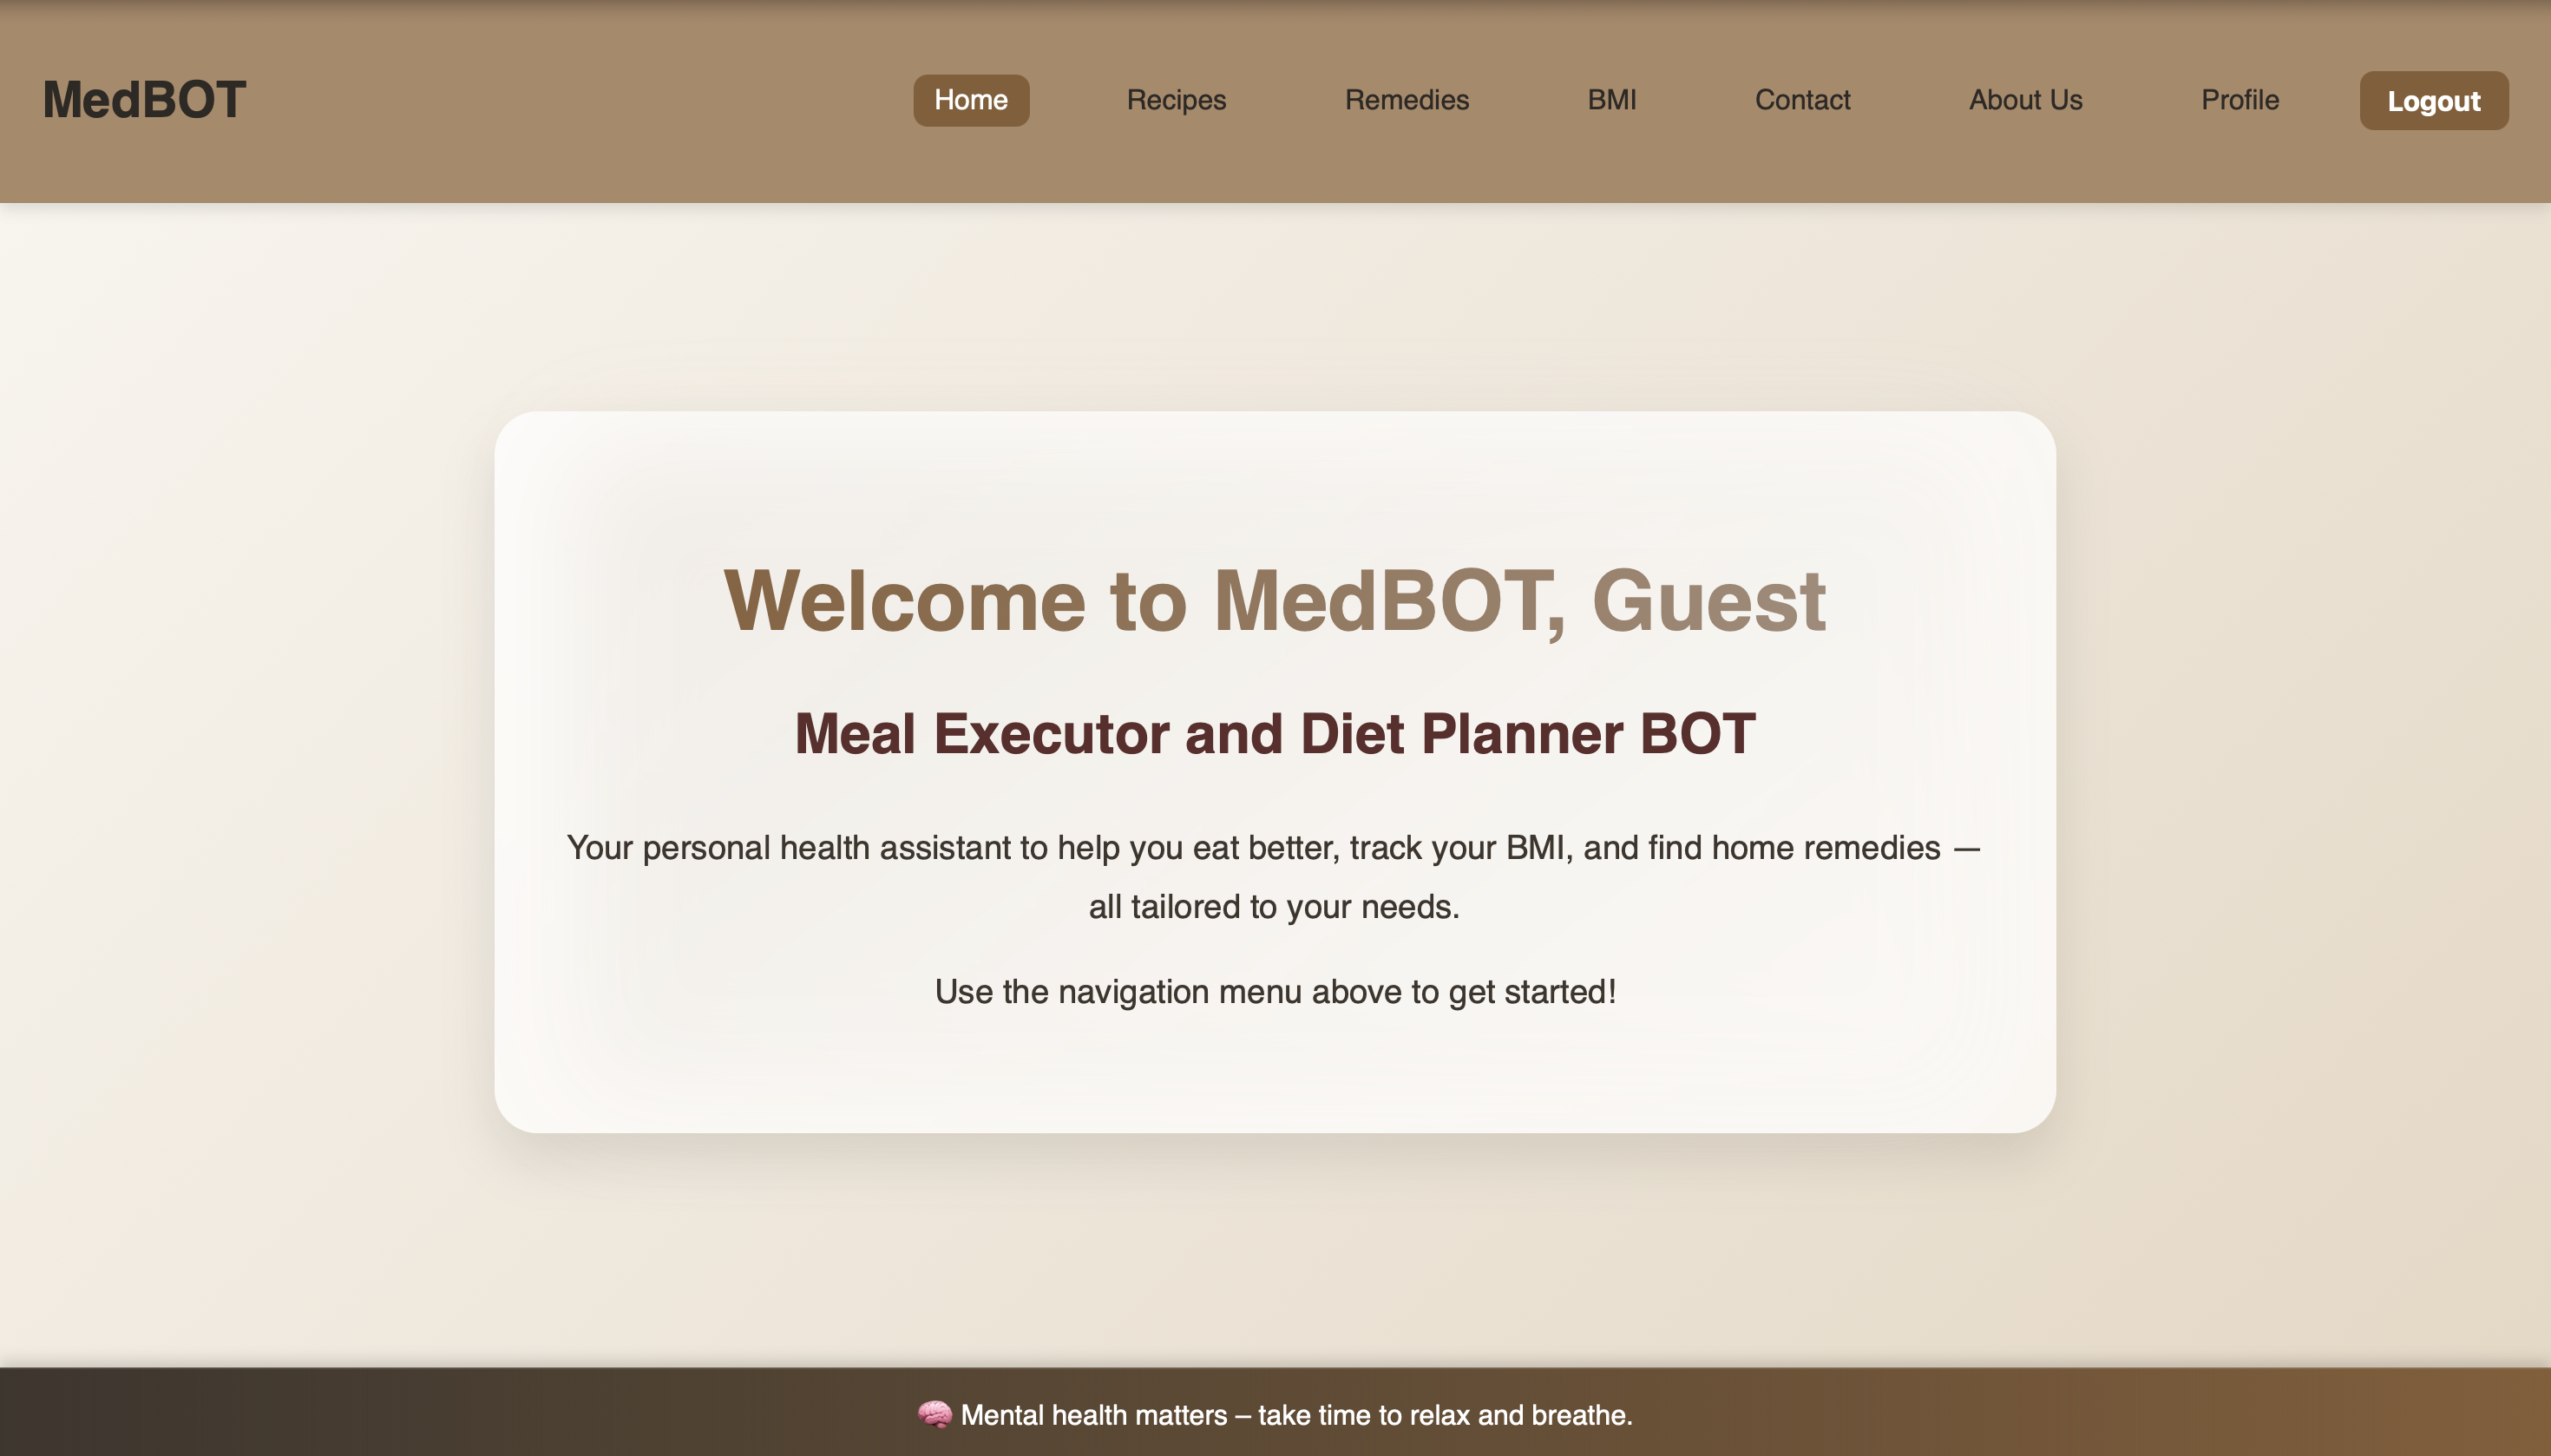 MedBOT
Home
Recipes
Remedies
BMI
Contact
About Us
Profile
Logout
Welcome to MedBOT, Guest
Meal Executor and Diet Planner BOT
Your personal health assistant to help you eat better, track your BMI, and find home remedies —
all tailored to your needs.
Use the navigation menu above to get started!
🧠 Mental health matters – take time to relax and breathe.